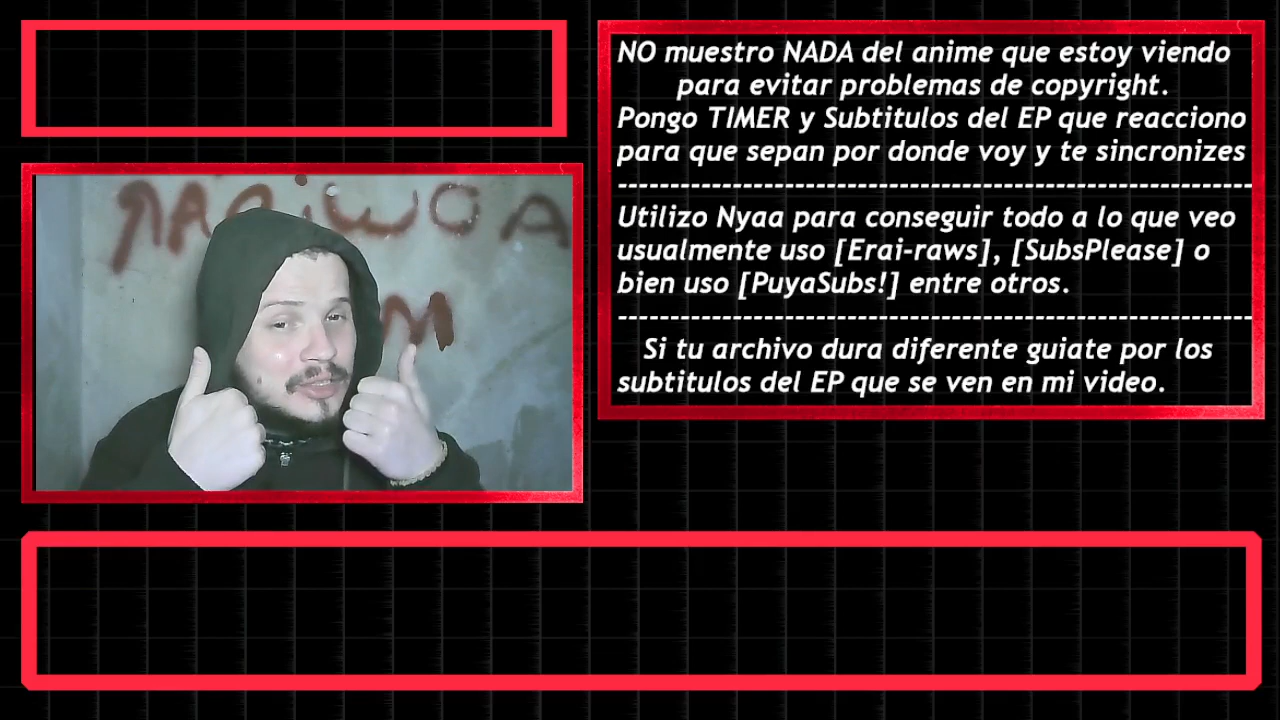 NO muestro NADA del anime que estoy viendo
para evitar problemas de copyright.
Pongo TIMER y Subtitulos del EP que reacciono
para que sepan por donde voy y te sincronizes
------------------------------------------------------------
Utilizo Nyaa para conseguir todo a lo que veo
usualmente uso [Erai-raws], [SubsPlease] o
bien uso [PuyaSubs!] entre otros.
------------------------------------------------------------
Si tu archivo dura diferente guiate por los
subtitulos del EP que se ven en mi video.